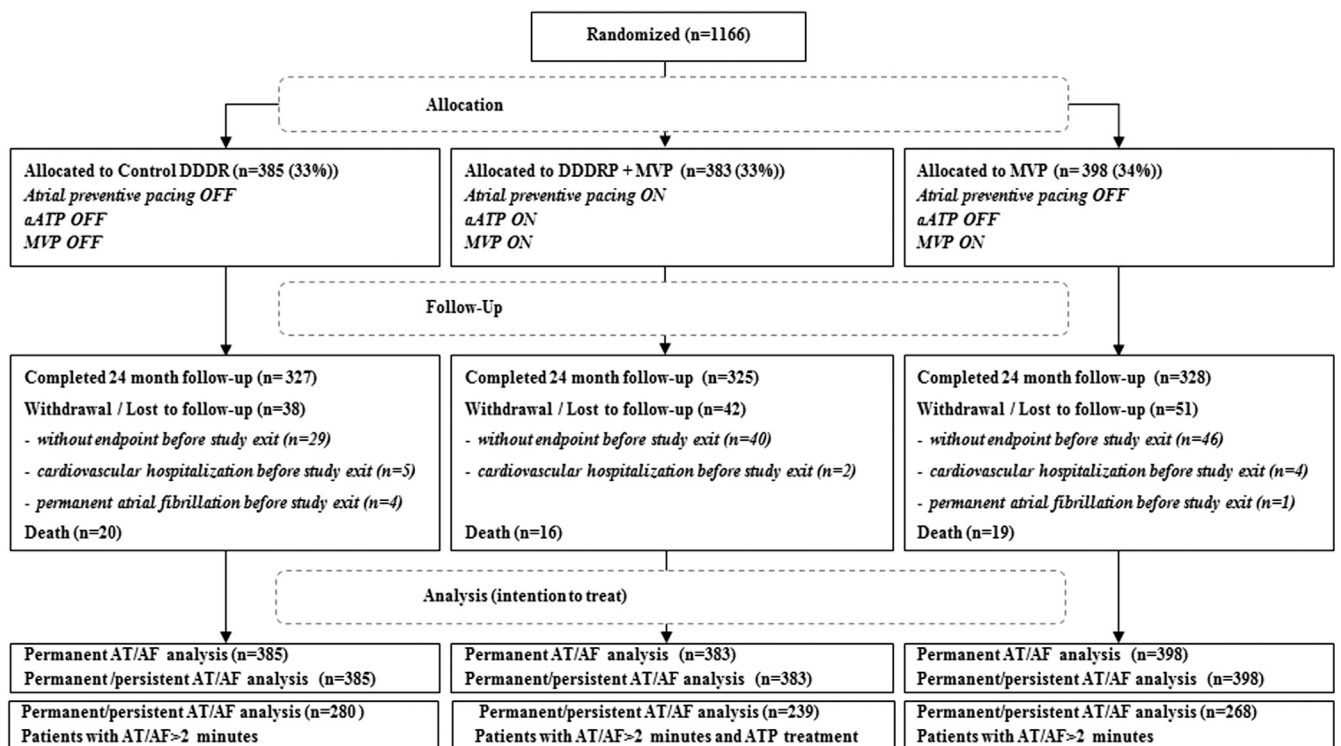 Randomized (n=1166)
Allocation
Allocated to Control DDDR (n=385 (33%))
Atrial preventive pacing OFF
aATP OFF
MVP OFF
Allocated to DDDRP + MVP (n=383 (33%))
Atrial preventive pacing ON
aATP ON
MVP ON
Allocated to MVP (n= 398 (34%))
Atrial preventive pacing OFF
aATP OFF
MVP ON
Follow-Up
Completed 24 month follow-up (n= 327)
Withdrawal / Lost to follow-up (n=38)
- without endpoint before study exit (n=29)
- cardiovascular hospitalization before study exit (n=5)
- permanent atrial fibrillation before study exit (n=4)
Death (n=20)
Completed 24 month follow-up (n=325)
Withdrawal / Lost to follow-up (n=42)
- without endpoint before study exit (n=40)
- cardiovascular hospitalization before study exit (n=2)
Death (n=16)
Completed 24 month follow-up (n=328)
Withdrawal / Lost to follow-up (n=51)
- without endpoint before study exit (n=46)
- cardiovascular hospitalization before study exit (n=4)
- permanent atrial fibrillation before study exit (n=1)
Death (n=19)
Analysis (intention to treat)
Permanent AT/AF analysis (n=385)
Permanent /persistent AT/AF analysis (n=385)
Permanent AT/AF analysis (n=383)
Permanent/persistent AT/AF analysis (n=383)
Permanent AT/AF analysis (n=398)
Permanent/persistent AT/AF analysis (n=398)
Permanent/persistent AT/AF analysis (n=280 )
Patients with AT/AF>2 minutes
Permanent/persistent AT/AF analysis (n=239)
Patients with AT/AF>2 minutes and ATP treatment
Permanent/persistent AT/AF analysis (n=268)
Patients with AT/AF>2 minutes